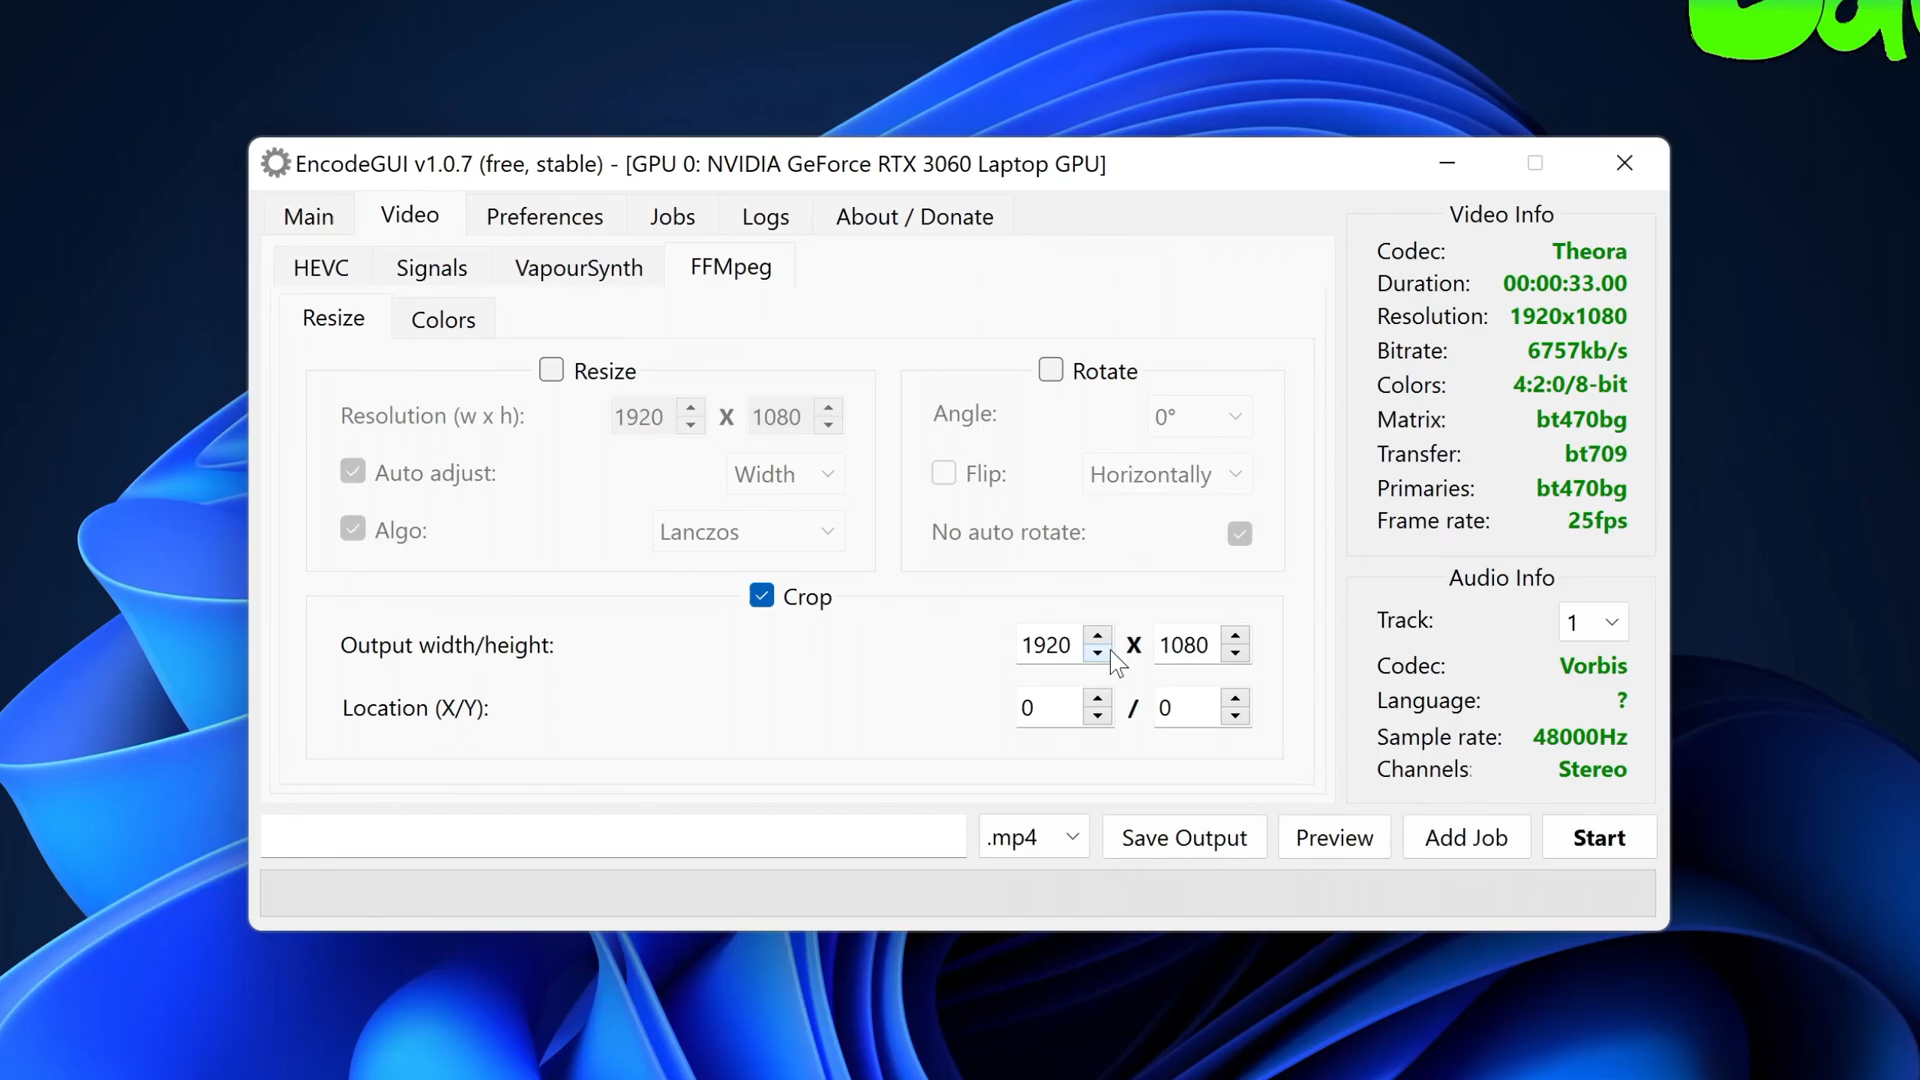 EncodeGUI v1.0.7 (free, stable) - [GPU 0: NVIDIA GeForce RTX 3060 Laptop GPU]
Main Video Preferences Jobs Logs About / Donate
HEVC Signals VapourSynth FFMpeg
Resize Colors
Resize
Resolution (w x h): 1920 X 1080
Auto adjust: Width
Algo: Lanczos
Rotate
Angle: 0°
Flip: Horizontally
No auto rotate:
Crop
Output width/height: 1920 X 1080
Location (X/Y): 0 / 0
Video Info
Codec: Theora
Duration: 00:00:33.00
Resolution: 1920x1080
Bitrate: 6757kb/s
Colors: 4:2:0/8-bit
Matrix: bt470bg
Transfer: bt709
Primaries: bt470bg
Frame rate: 25fps
Audio Info
Track: 1
Codec: Vorbis
Language: ?
Sample rate: 48000Hz
Channels: Stereo
.mp4 Save Output Preview Add Job Start